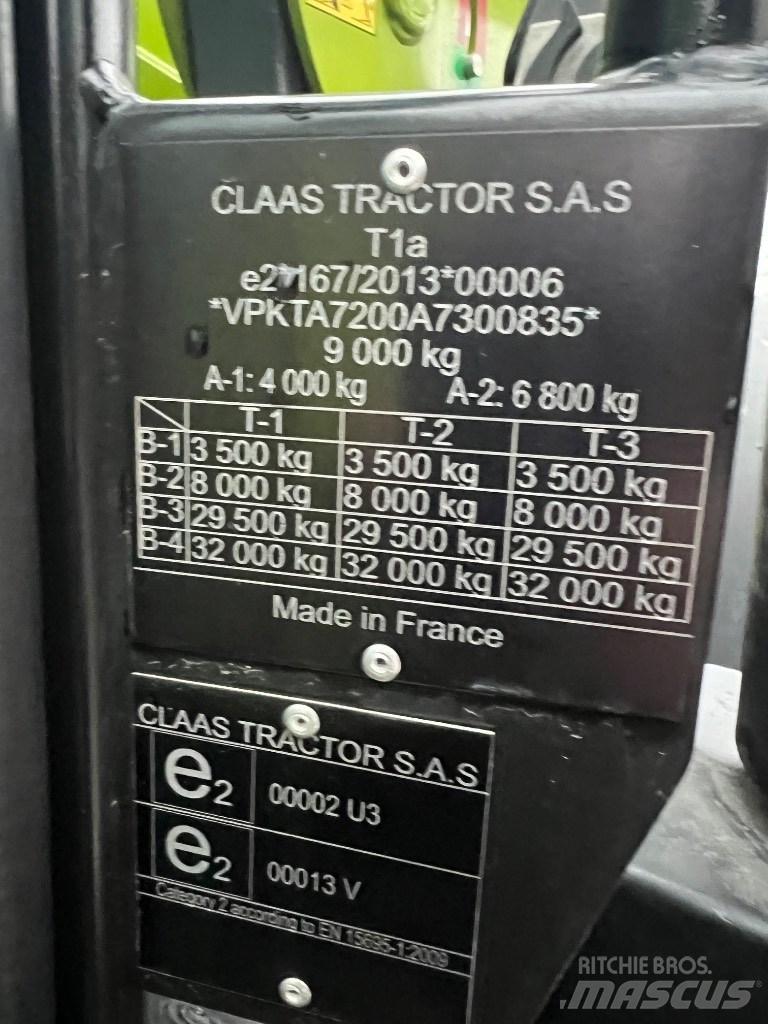 CLAAS TRACTOR S.A.S
T1a
e2*167/2013*00006
*VPKTA7200A7300835*
9 000 kg
A-1: 4 000 kg A-2: 6 800 kg
T-1 T-2 T-3
B-1 3 500 kg 3 500 kg 3 500 kg
B-2 8 000 kg 8 000 kg 8 000 kg
B-3 29 500 kg 29 500 kg 29 500 kg
B-4 32 000 kg 32 000 kg 32 000 kg
Made in France
CLAAS TRACTOR S.A.S
e2 00002 U3
e2 00013 V
Category 2 according to EN 15695-1:2009
RITCHIE BROS.
MASCUS